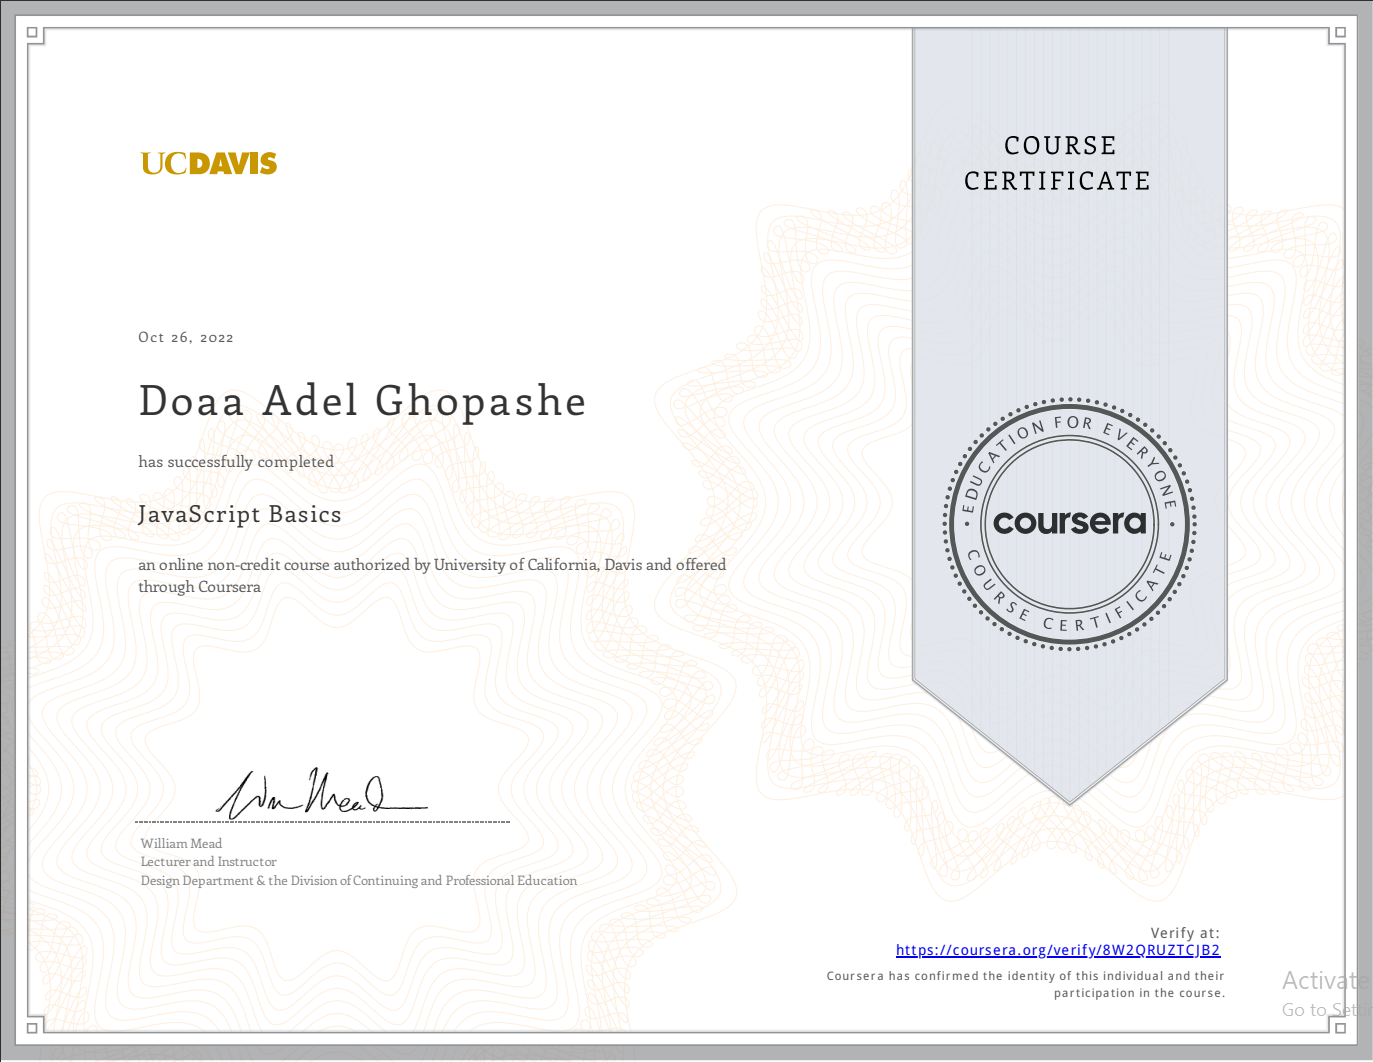 UCDAVIS
COURSE
CERTIFICATE
Oct 26, 2022
Doaa Adel Ghopashe
has successfully completed
JavaScript Basics
an online non-credit course authorized by University of California, Davis and offered
through Coursera
EDUCATION FOR EVERYONE
coursera
COURSE CERTIFICATE
William Mead
Lecturer and Instructor
Design Department & the Division of Continuing and Professional Education
Verify at:
https://coursera.org/verify/8W2QRUZTCJB2
Coursera has confirmed the identity of this individual and their
participation in the course.
Activate
Go to